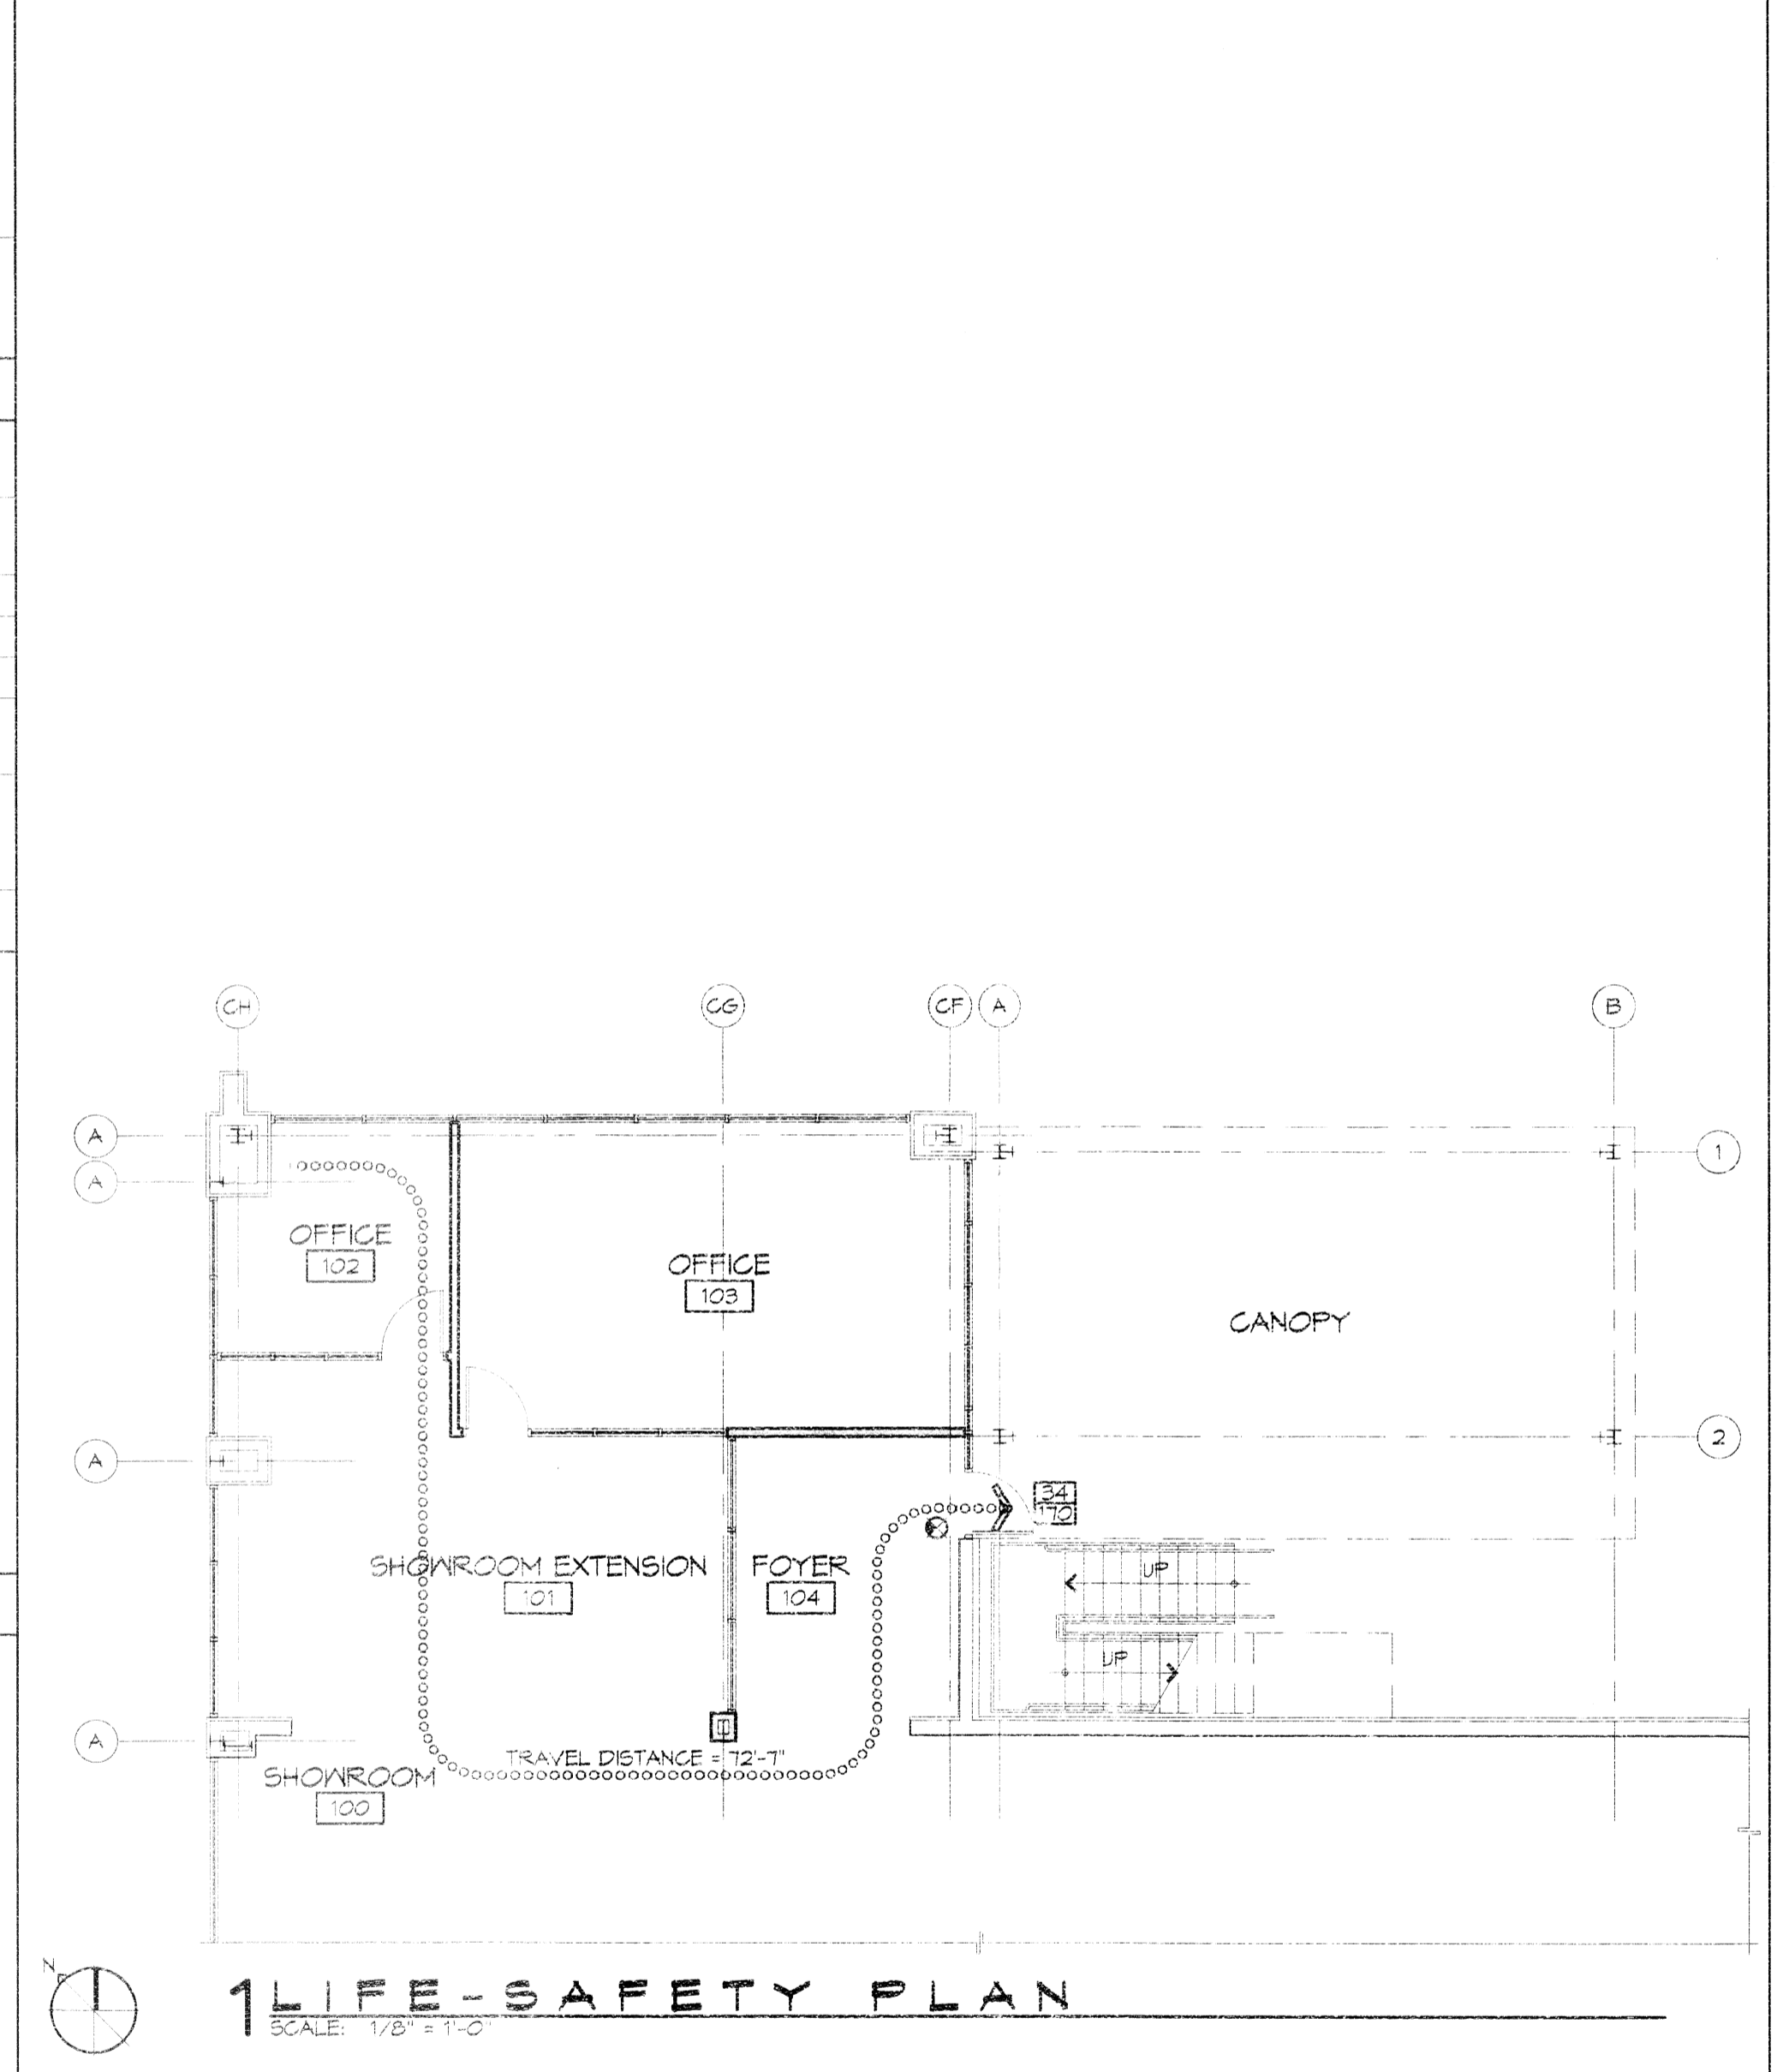 CH
CG
CF
A
B
A
1
A
OFFICE
102
OFFICE
103
CANOPY
2
A
34
170
SHOWROOM EXTENSION
101
FOYER
104
UP
UP
A
TRAVEL DISTANCE = 72'-7"
SHOWROOM
100
N
1 LIFE-SAFETY PLAN
SCALE: 1/8" = 1'-0"